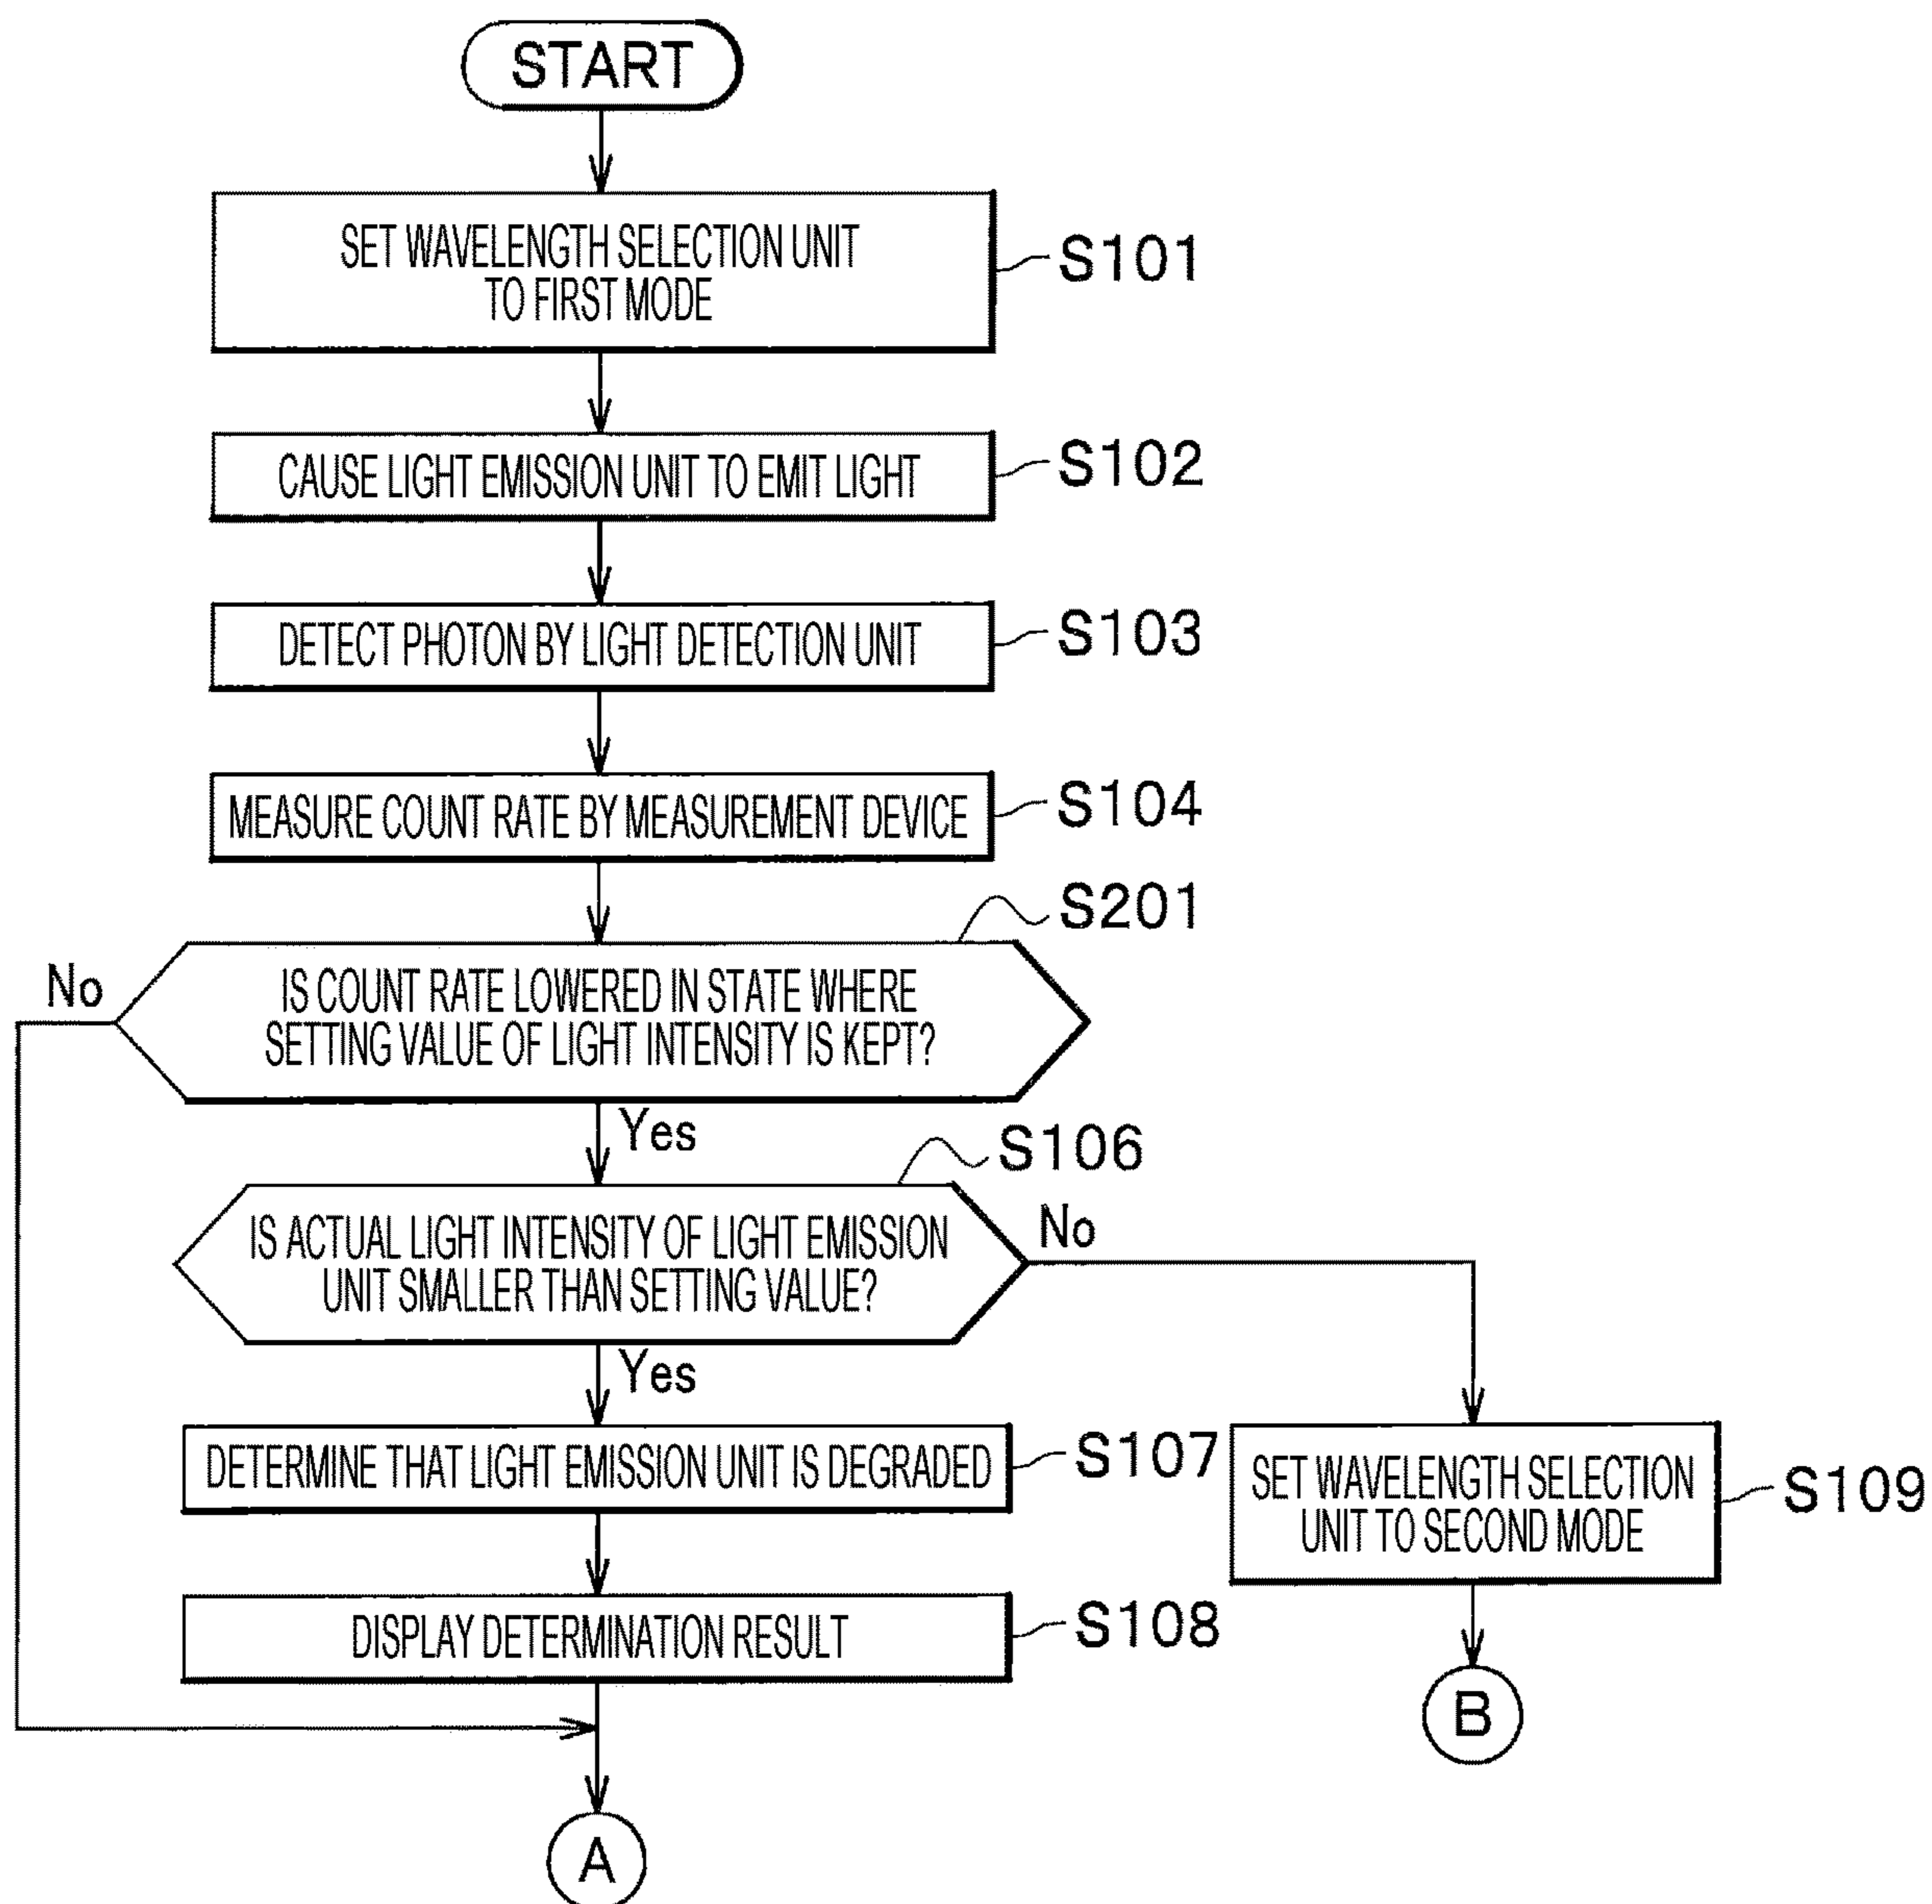 START
SET WAVELENGTH SELECTION UNIT
TO FIRST MODE
S101
CAUSE LIGHT EMISSION UNIT TO EMIT LIGHT
S102
DETECT PHOTON BY LIGHT DETECTION UNIT
S103
MEASURE COUNT RATE BY MEASUREMENT DEVICE
S104
S201
No
IS COUNT RATE LOWERED IN STATE WHERE
SETTING VALUE OF LIGHT INTENSITY IS KEPT?
Yes
S106
IS ACTUAL LIGHT INTENSITY OF LIGHT EMISSION
UNIT SMALLER THAN SETTING VALUE?
No
Yes
DETERMINE THAT LIGHT EMISSION UNIT IS DEGRADED
S107
SET WAVELENGTH SELECTION
UNIT TO SECOND MODE
S109
DISPLAY DETERMINATION RESULT
S108
B
A